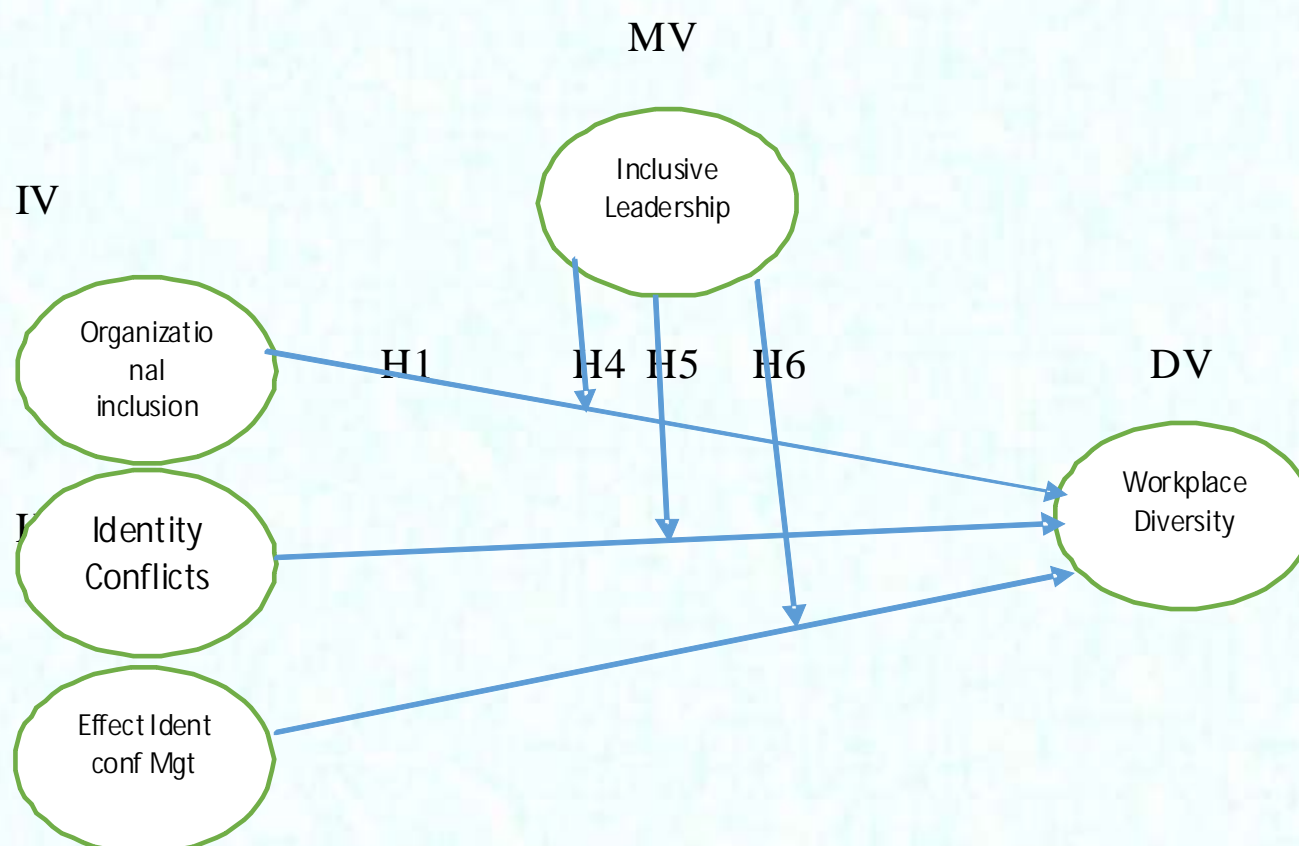 MV
Inclusive
Leadership
IV
Organizatio
nal
inclusion
H1
H4 H5 H6
DV
Workplace
Diversity
Identity
Conflicts
Effect Ident
conf Mgt